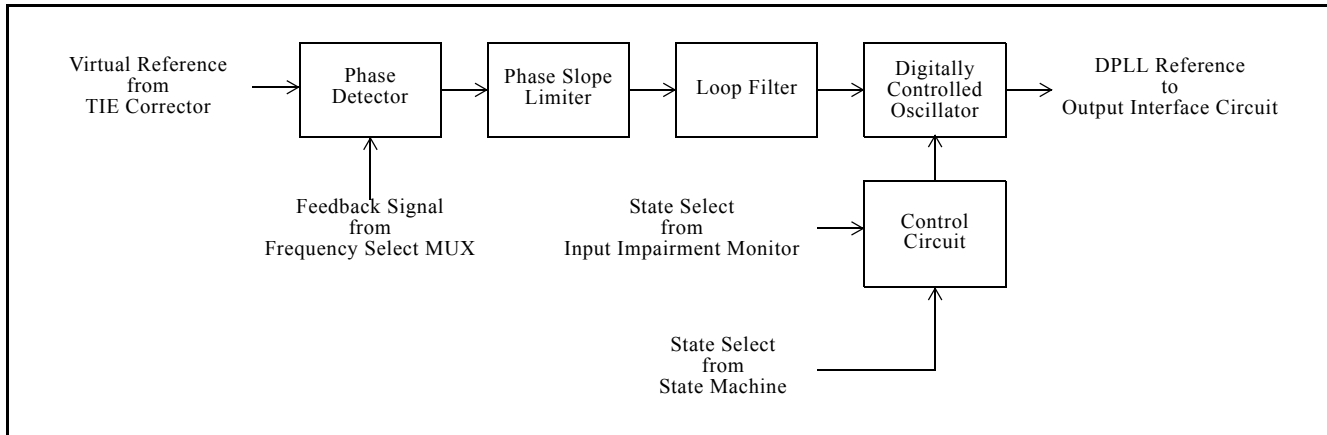 Virtual Reference
from
TIE Corrector
Phase
Detector
Phase Slope
Limiter
Loop Filter
Digitally
Controlled
Oscillator
DPLL Reference
to
Output Interface Circuit
Feedback Signal
from
Frequency Select MUX
State Select
from
Input Impairment Monitor
Control
Circuit
State Select
from
State Machine